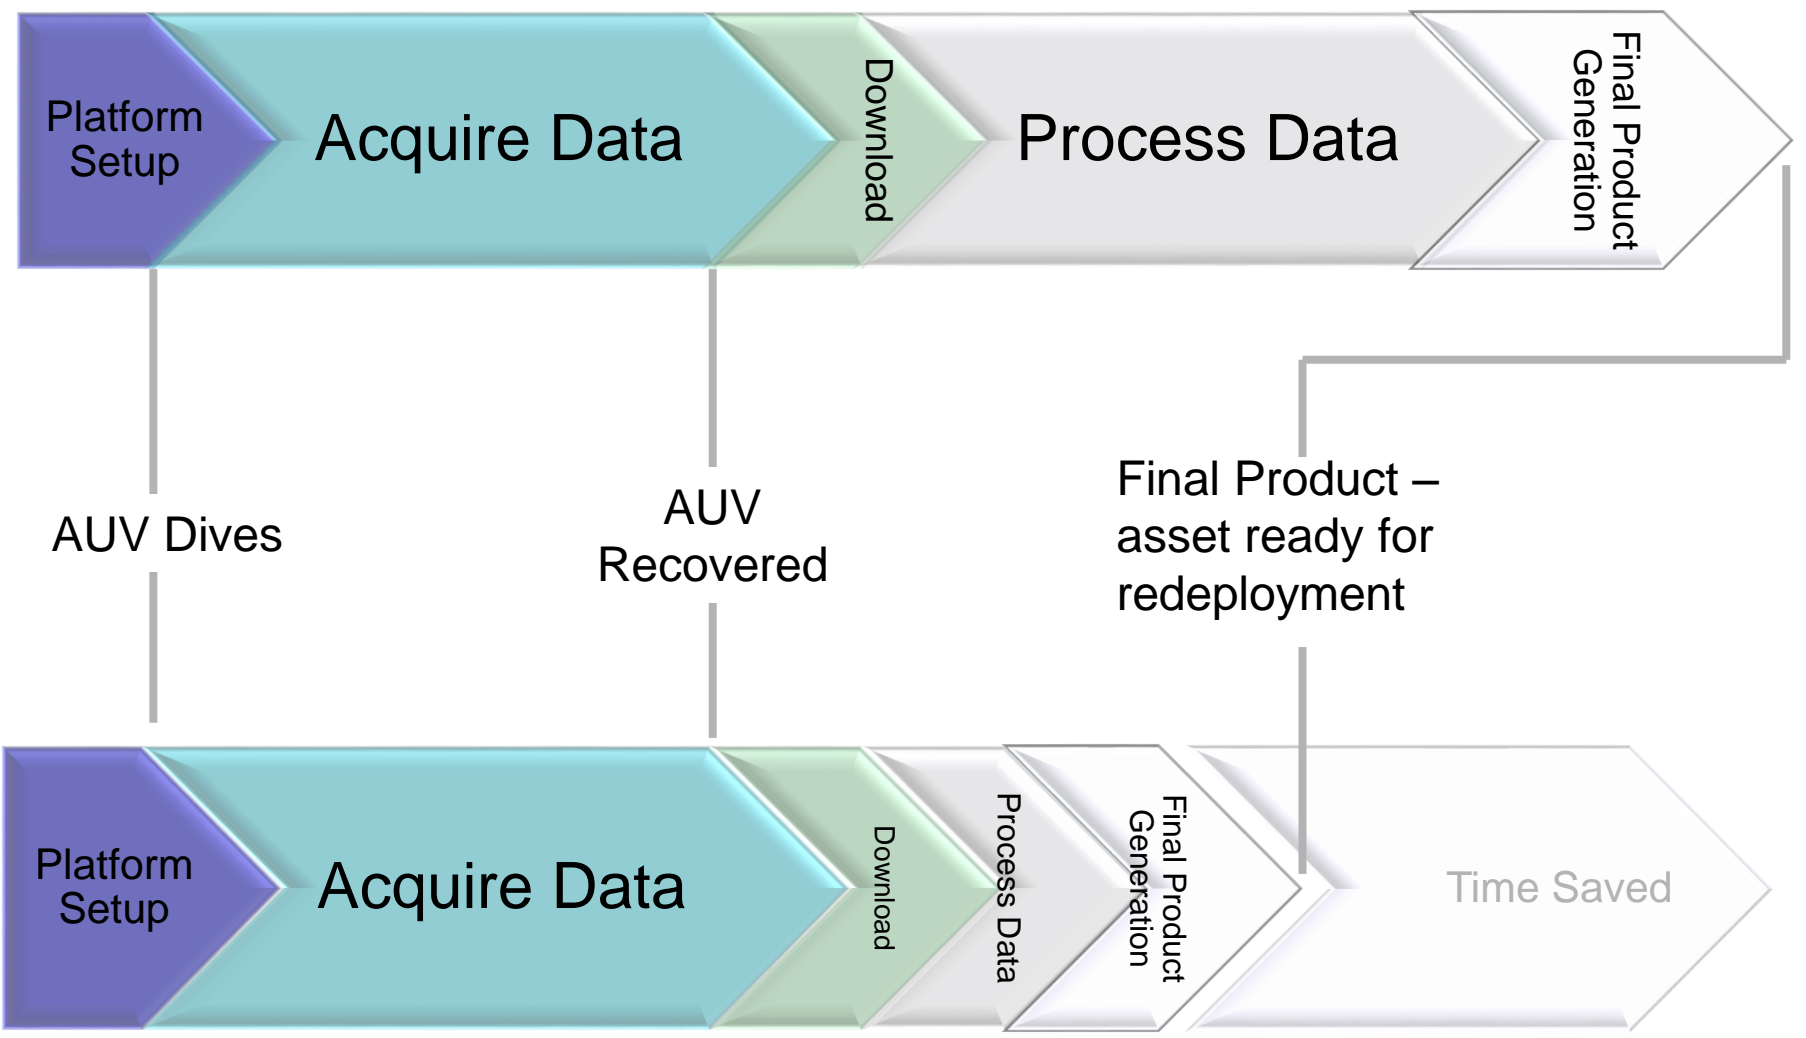 Platform
Setup
Acquire Data
Download
Process Data
Final Product
Generation
AUV Dives
AUV
Recovered
Final Product –
asset ready for
redeployment
Platform
Setup
Acquire Data
Download
Process Data
Final Product
Generation
Time Saved